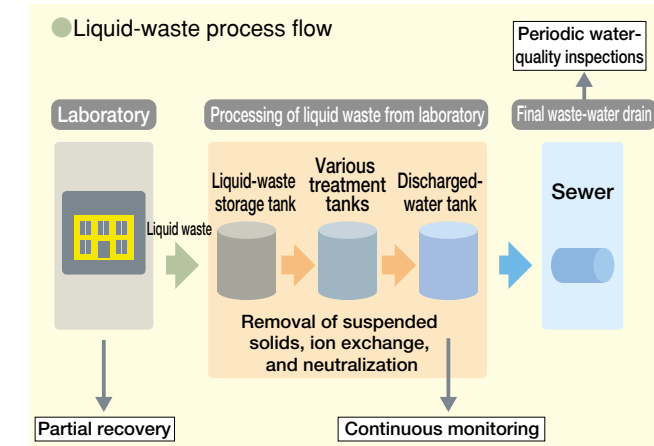 Liquid-waste process flow
Periodic water-
quality inspections
Laboratory
Processing of liquid waste from laboratory
Final waste-water drain
Liquid waste
Liquid-waste
storage tank
Various
treatment
tanks
Discharged-
water tank
Sewer
Removal of suspended
solids, ion exchange,
and neutralization
Partial recovery
Continuous monitoring